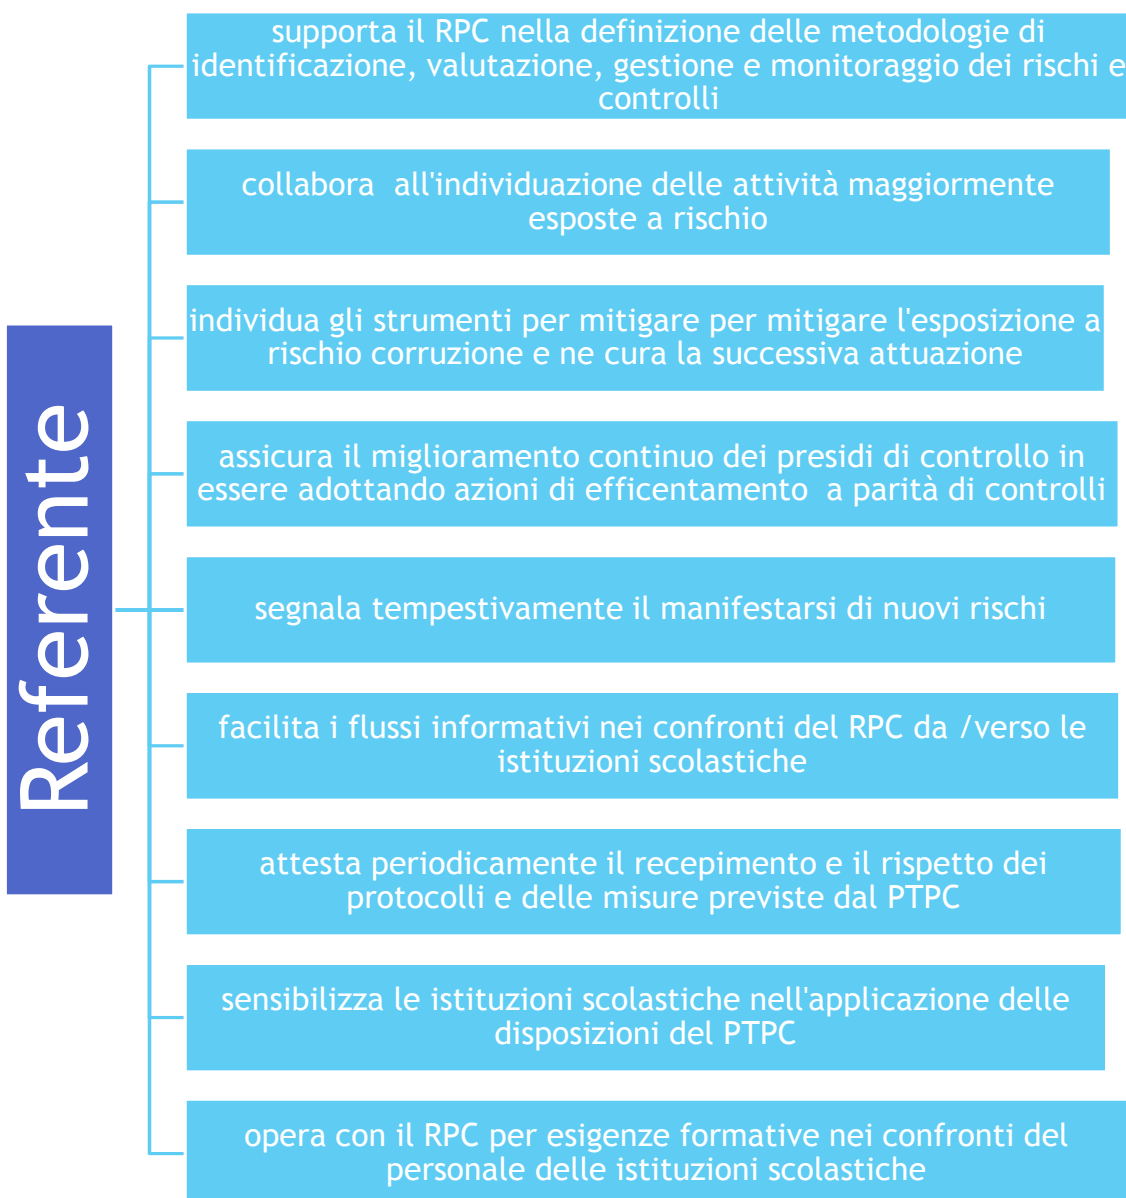 Referente
supporta il RPC nella definizione delle metodologie di
identificazione, valutazione, gestione e monitoraggio dei rischi e
controlli
collabora  all'individuazione delle attività maggiormente
esposte a rischio
individua gli strumenti per mitigare per mitigare l'esposizione a
rischio corruzione e ne cura la successiva attuazione
assicura il miglioramento continuo dei presidi di controllo in
essere adottando azioni di efficentamento  a parità di controlli
segnala tempestivamente il manifestarsi di nuovi rischi
facilita i flussi informativi nei confronti del RPC da /verso le
istituzioni scolastiche
attesta periodicamente il recepimento e il rispetto dei
protocolli e delle misure previste dal PTPC
sensibilizza le istituzioni scolastiche nell'applicazione delle
disposizioni del PTPC
opera con il RPC per esigenze formative nei confronti del
personale delle istituzioni scolastiche